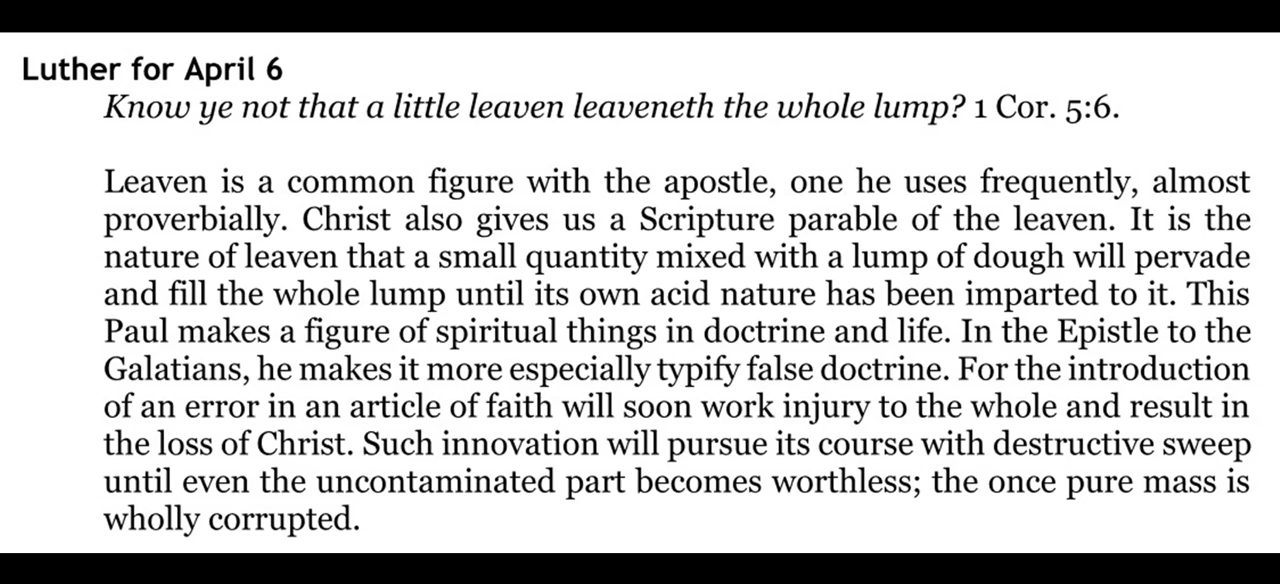 Luther for April 6
Know ye not that a little leaven leaveneth the whole lump? 1 Cor. 5:6.
Leaven is a common figure with the apostle, one he uses frequently, almost
proverbially. Christ also gives us a Scripture parable of the leaven. It is the
nature of leaven that a small quantity mixed with a lump of dough will pervade
and fill the whole lump until its own acid nature has been imparted to it. This
Paul makes a figure of spiritual things in doctrine and life. In the Epistle to the
Galatians, he makes it more especially typify false doctrine. For the introduction
of an error in an article of faith will soon work injury to the whole and result in
the loss of Christ. Such innovation will pursue its course with destructive sweep
until even the uncontaminated part becomes worthless; the once pure mass is
wholly corrupted.